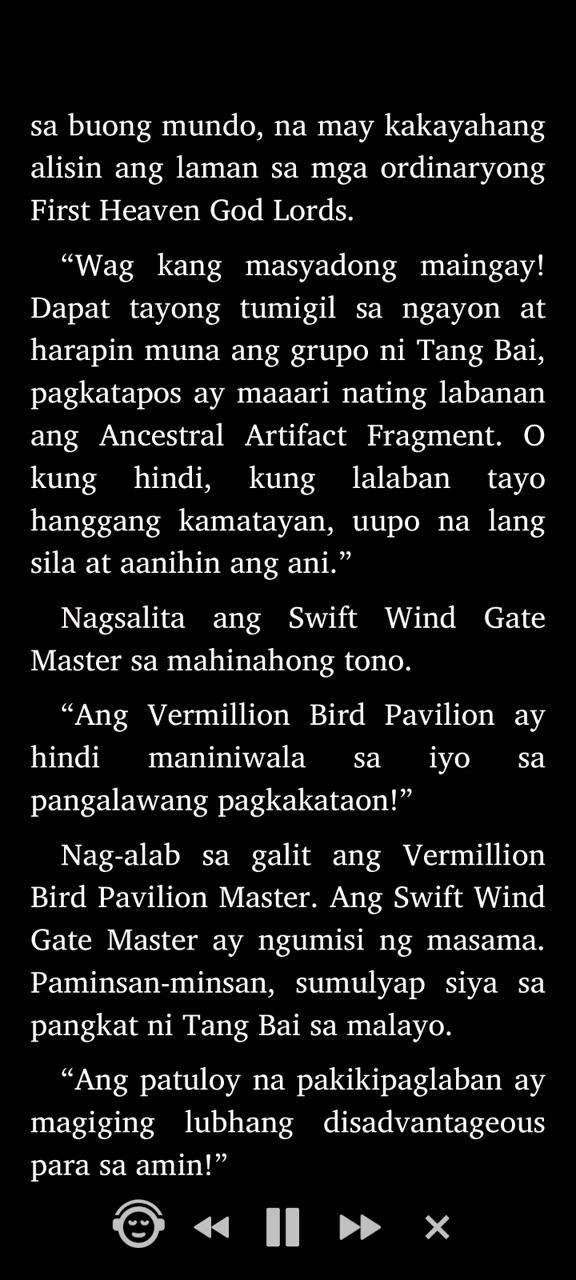 sa buong mundo, na may kakayahang
alisin ang laman sa mga ordinaryong
First Heaven God Lords.
“Wag kang masyadong maingay!
Dapat tayong tumigil sa ngayon at
harapin muna ang grupo ni Tang Bai,
pagkatapos ay maaari nating labanan
ang Ancestral Artifact Fragment. O
kung hindi, kung lalaban tayo
hanggang kamatayan, uupo na lang
sila at aanihin ang ani.”
Nagsalita ang Swift Wind Gate
Master sa mahinahong tono.
“Ang Vermillion Bird Pavilion ay
hindi maniniwala sa iyo sa
pangalawang pagkakataon!”
Nag-alab sa galit ang Vermillion
Bird Pavilion Master. Ang Swift Wind
Gate Master ay ngumisi ng masama.
Paminsan-minsan, sumulyap siya sa
pangkat ni Tang Bai sa malayo.
“Ang patuloy na pakikipaglaban ay
magiging lubhang disadvantageous
para sa amin!”